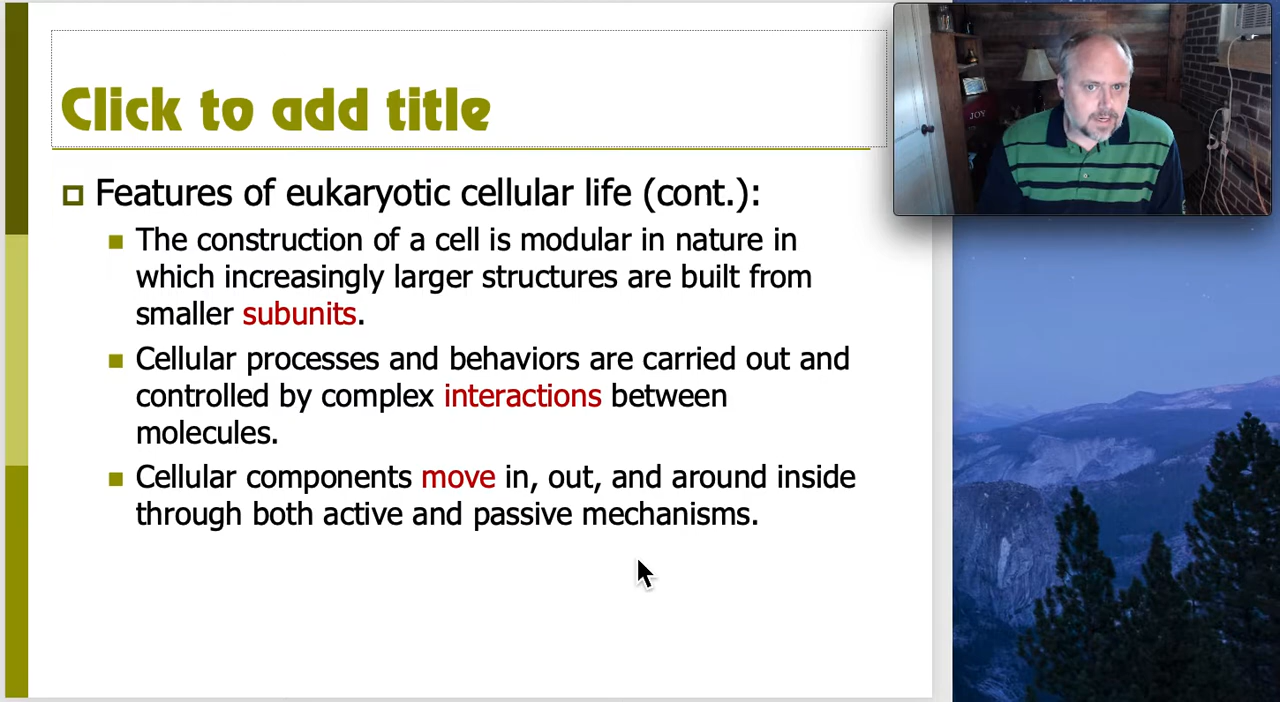 Click to add title
Features of eukaryotic cellular life (cont.):
The construction of a cell is modular in nature in
which increasingly larger structures are built from
smaller subunits.
Cellular processes and behaviors are carried out and
controlled by complex interactions between
molecules.
Cellular components move in, out, and around inside
through both active and passive mechanisms.
JOY